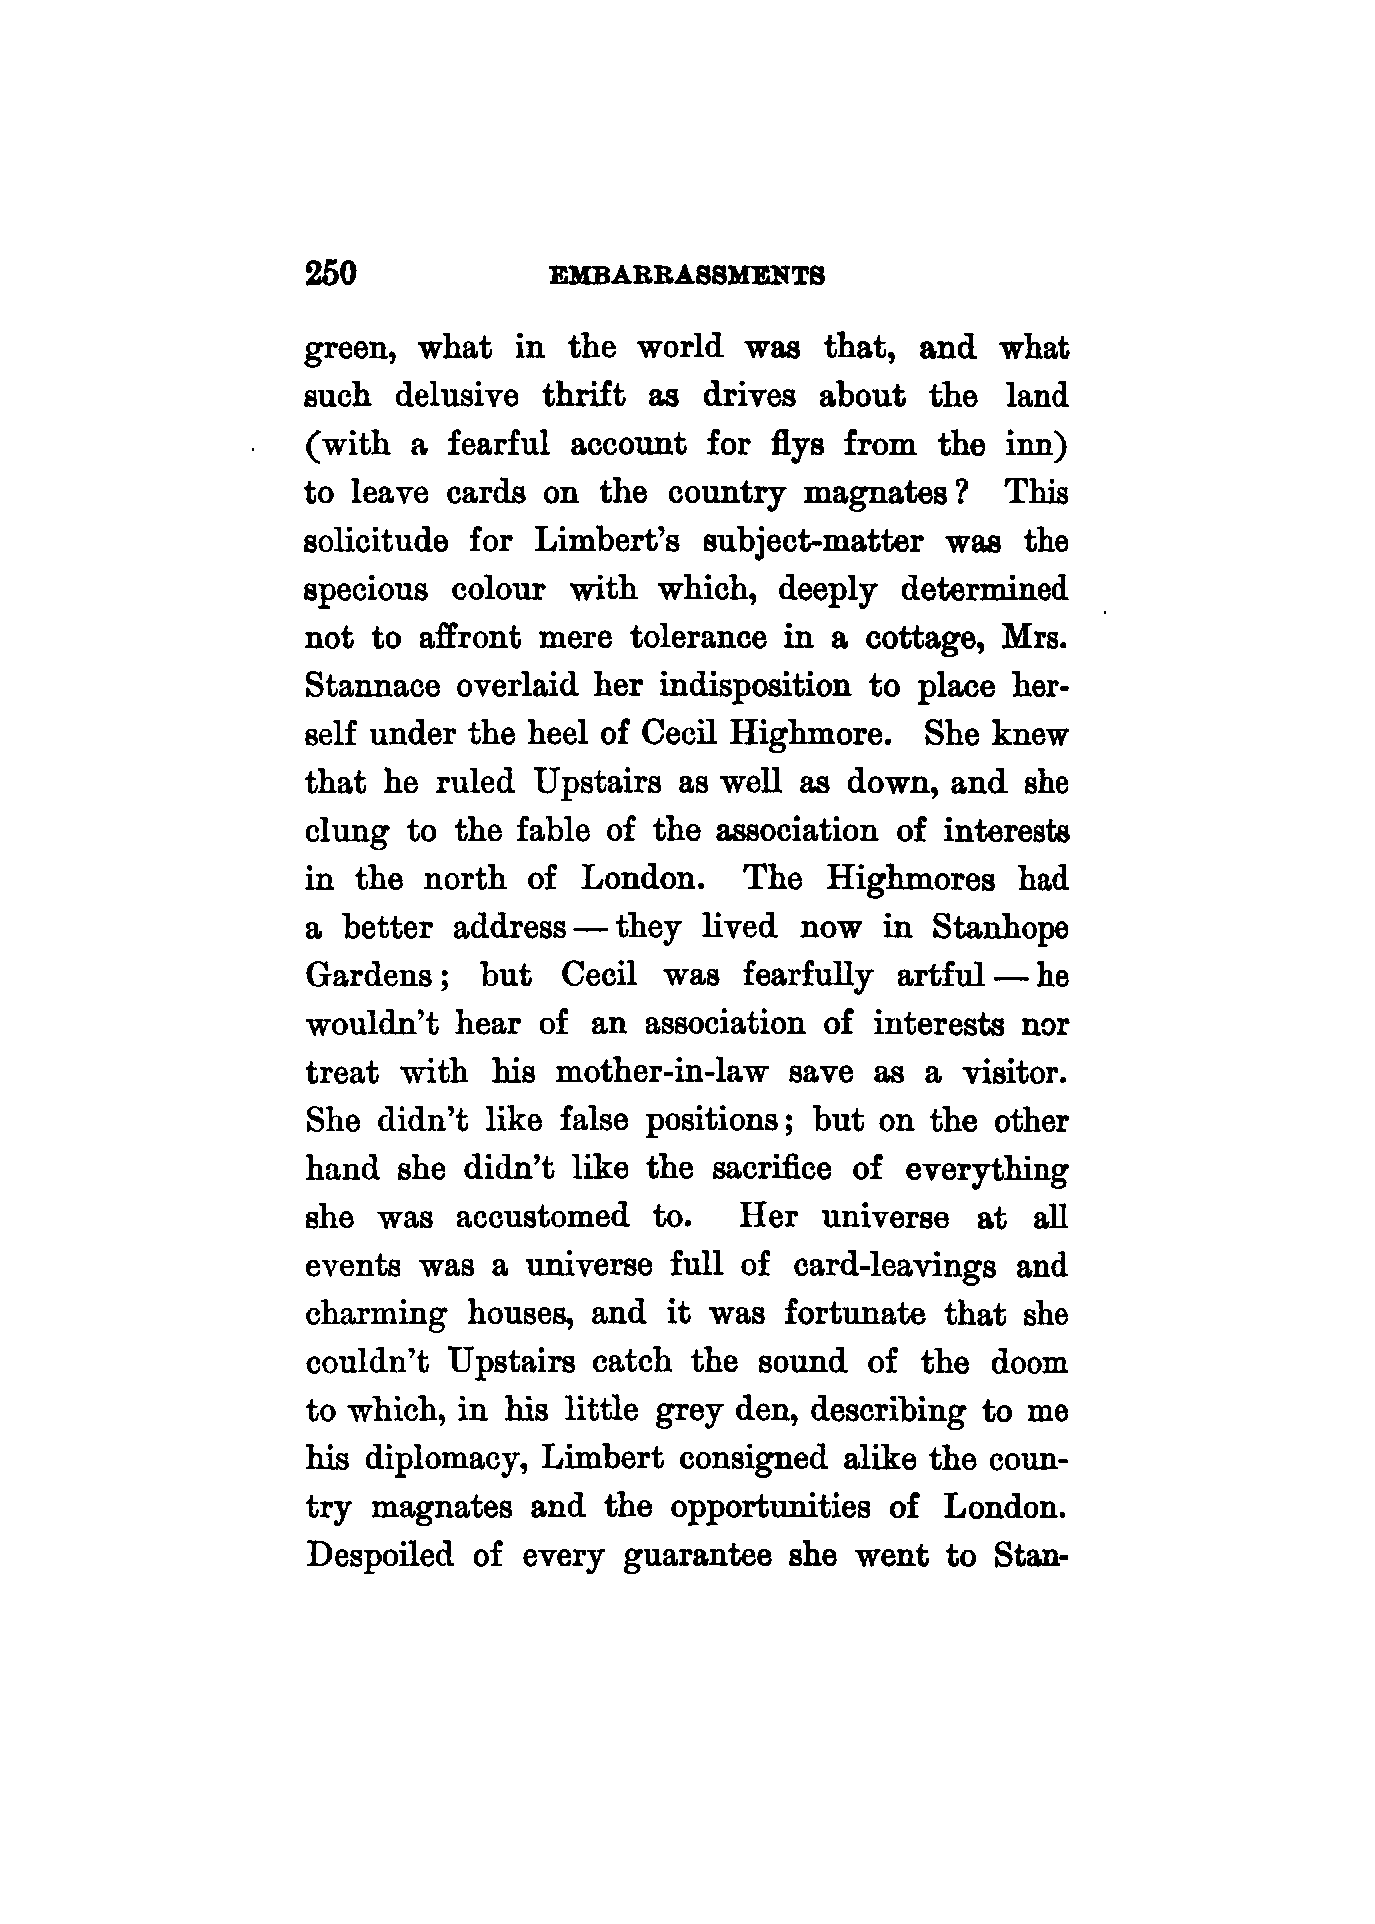 250 EMBARRASSMENTS
green, what in the world was that, and what
such delusive thrift as drives about the land
(with a fearful account for flys from the inn)
to leave cards on the country magnates? This
solicitude for Limbert's subject-matter was the
specious colour with which, deeply determined
not to affront mere tolerance in a cottage, Mrs.
Stannace overlaid her indisposition to place her-
self under the heel of Cecil Highmore. She knew
that he ruled Upstairs as well as down, and she
clung to the fable of the association of interests
in the north of London. The Highmores had
a better address — they lived now in Stanhope
Gardens; but Cecil was fearfully artful — he
wouldn't hear of an association of interests nor
treat with his mother-in-law save as a visitor.
She didn't like false positions; but on the other
hand she didn't like the sacrifice of everything
she was accustomed to. Her universe at all
events was a universe full of card-leavings and
charming houses, and it was fortunate that she
couldn't Upstairs catch the sound of the doom
to which, in his little grey den, describing to me
his diplomacy, Limbert consigned alike the coun-
try magnates and the opportunities of London.
Despoiled of every guarantee she went to Stan-